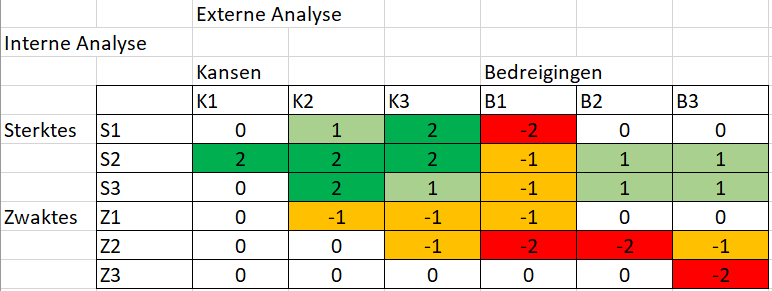 Externe Analyse
Interne Analyse
Kansen Bedreigingen
K1 K2 K3 B1 B2 B3
Sterktes S1 0 1 2 -2 0 0
S2 2 2 2 -1 1 1
S3 0 2 1 -1 1 1
Zwaktes Z1 0 -1 -1 -1 0 0
Z2 0 0 -1 -2 -2 -1
Z3 0 0 0 0 0 -2